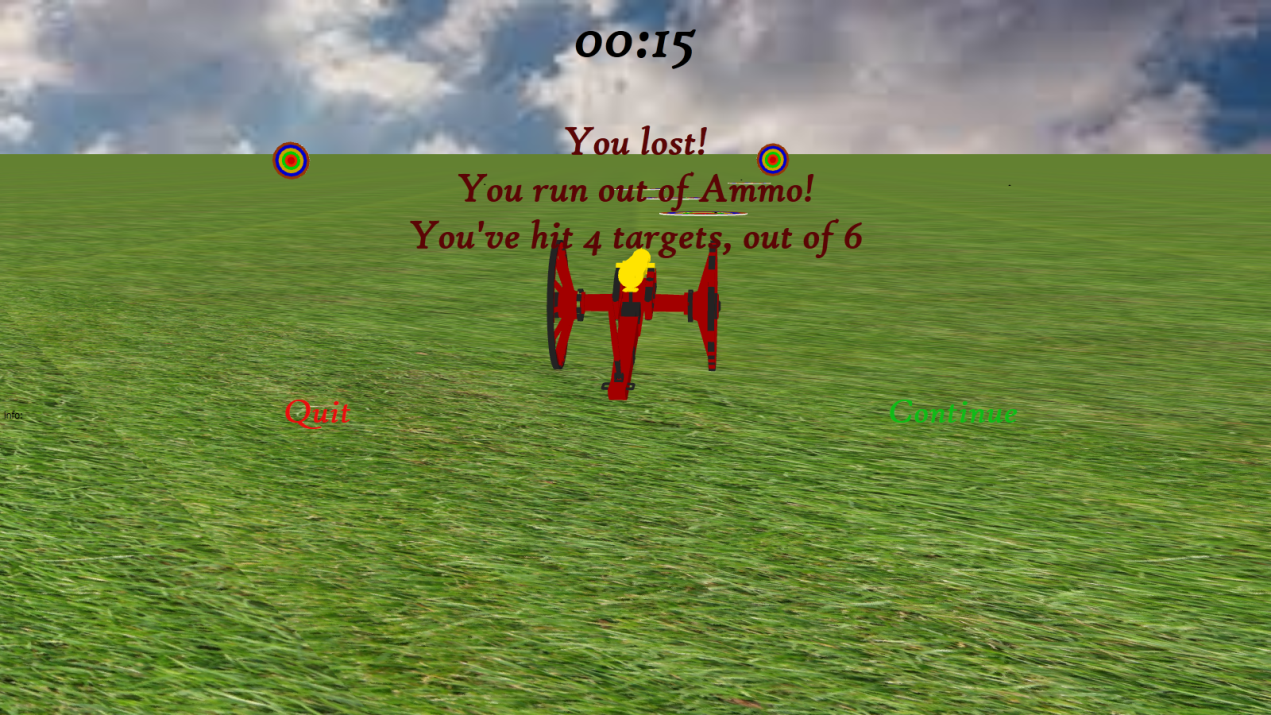 00:15
You lost!
You run out of Ammo!
You've hit 4 targets, out of 6
info:
Quit
Continue